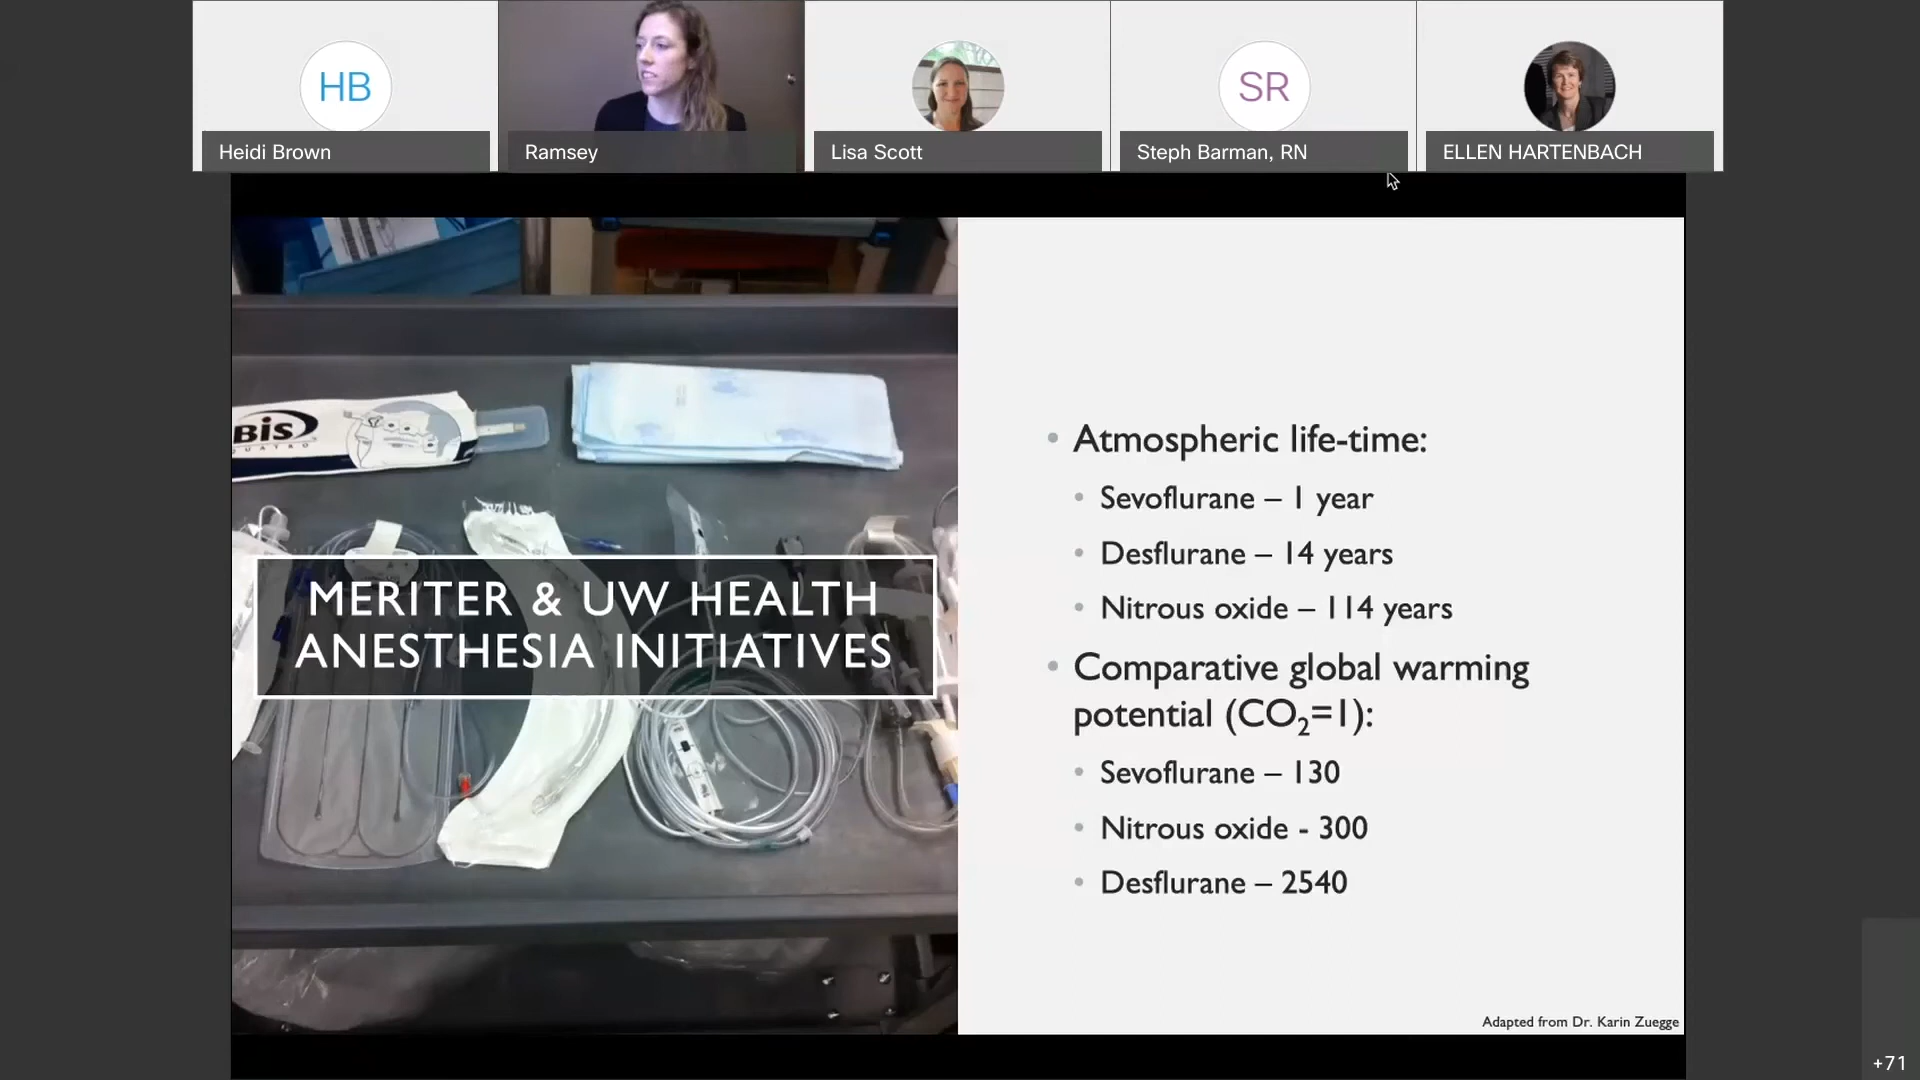 HB
SR
Heidi Brown
Ramsey
Lisa Scott
Steph Barman, RN
ELLEN HARTENBACH
BIS
QUATRO
MERITER & UW HEALTH
ANESTHESIA INITIATIVES
• Atmospheric life-time:
• Sevoflurane – 1 year
• Desflurane – 14 years
• Nitrous oxide – 114 years
• Comparative global warming
potential (CO₂=1):
• Sevoflurane – 130
• Nitrous oxide - 300
• Desflurane – 2540
Adapted from Dr. Karin Zuegge
+71